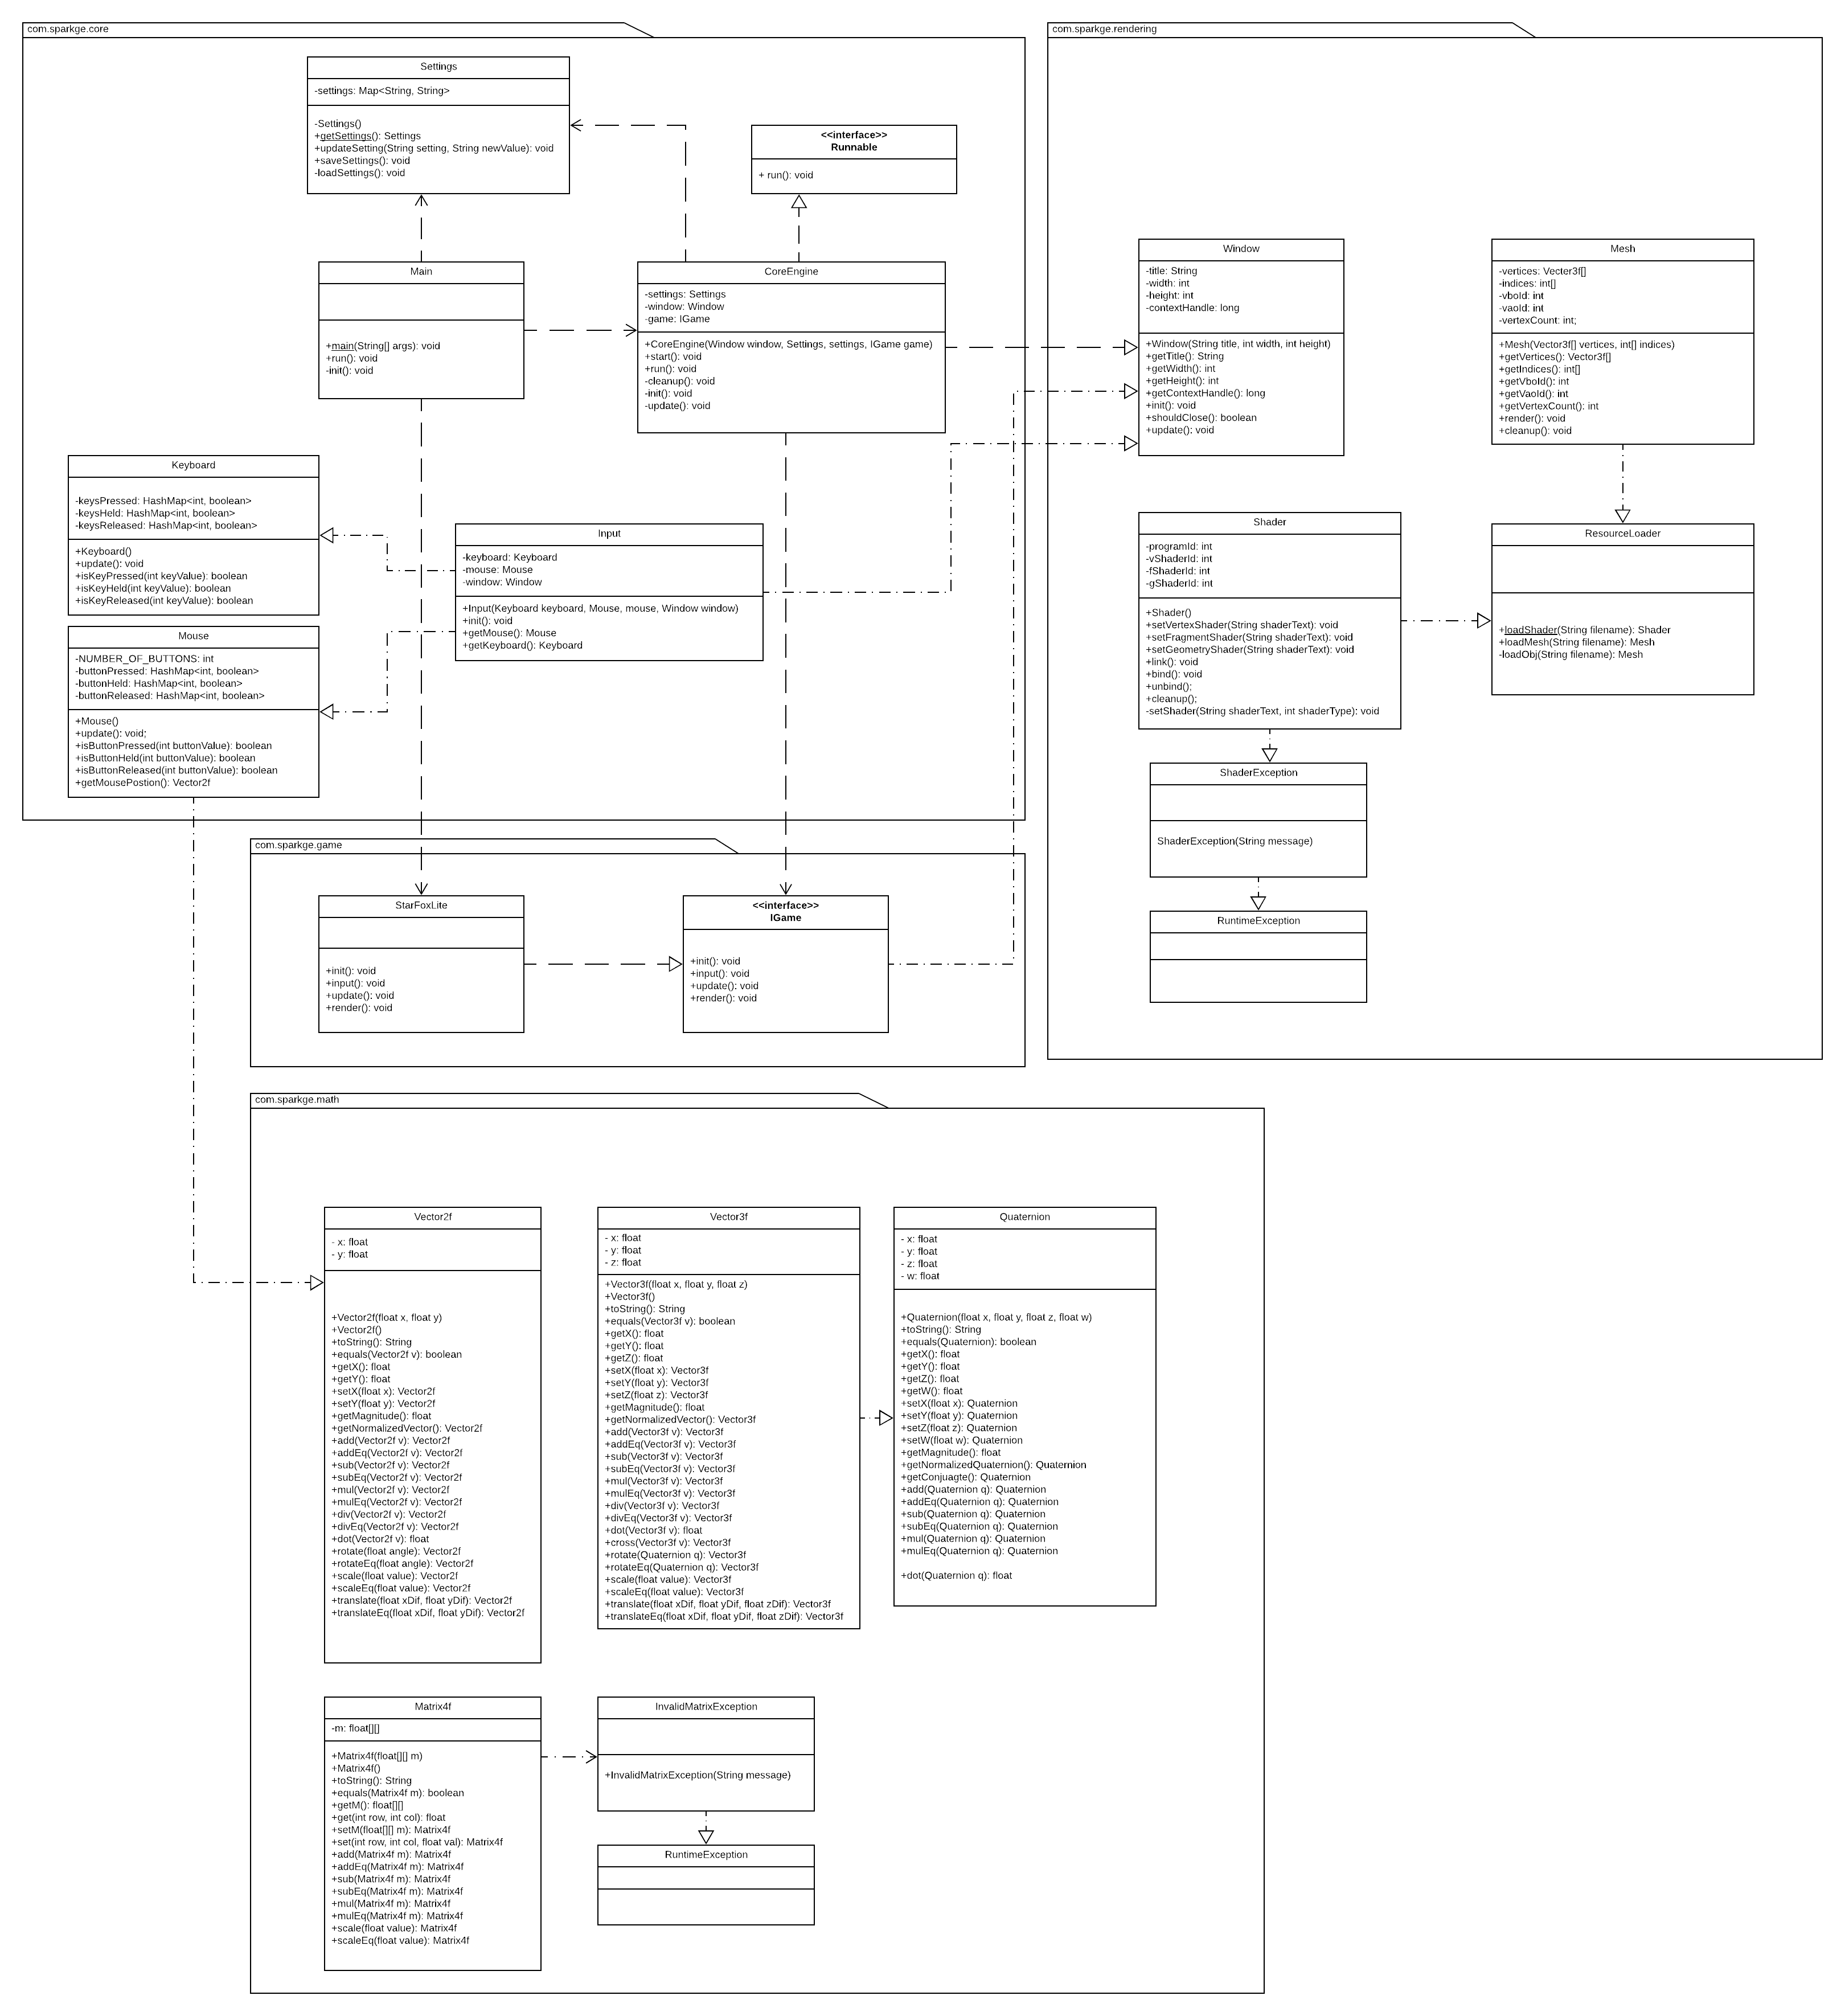 com.sparkge.core
Settings
-settings: Map<String, String>
-Settings()
+getSettings(): Settings
+updateSetting(String setting, String newValue): void
+saveSettings(): void
-loadSettings(): void
<<interface>>
Runnable
+ run(): void
Main
+main(String[] args): void
+run(): void
-init(): void
CoreEngine
-settings: Settings
-window: Window
-game: IGame
+CoreEngine(Window window, Settings, settings, IGame game)
+start(): void
+run(): void
-cleanup(): void
-init(): void
-update(): void
Keyboard
-keysPressed: HashMap<int, boolean>
-keysHeld: HashMap<int, boolean>
-keysReleased: HashMap<int, boolean>
+Keyboard()
+update(): void
+isKeyPressed(int keyValue): boolean
+isKeyHeld(int keyValue): boolean
+isKeyReleased(int keyValue): boolean
Input
-keyboard: Keyboard
-mouse: Mouse
-window: Window
+Input(Keyboard keyboard, Mouse, mouse, Window window)
+init(): void
+getMouse(): Mouse
+getKeyboard(): Keyboard
Mouse
-NUMBER_OF_BUTTONS: int
-buttonPressed: HashMap<int, boolean>
-buttonHeld: HashMap<int, boolean>
-buttonReleased: HashMap<int, boolean>
+Mouse()
+update(): void;
+isButtonPressed(int buttonValue): boolean
+isButtonHeld(int buttonValue): boolean
+isButtonReleased(int buttonValue): boolean
+getMousePostion(): Vector2f
com.sparkge.rendering
Window
-title: String
-width: int
-height: int
-contextHandle: long
+Window(String title, int width, int height)
+getTitle(): String
+getWidth(): int
+getHeight(): int
+getContextHandle(): long
+init(): void
+shouldClose(): boolean
+update(): void
Mesh
-vertices: Vecter3f[]
-indices: int[]
-vboId: int
-vaoId: int
-vertexCount: int;
+Mesh(Vector3f[] vertices, int[] indices)
+getVertices(): Vector3f[]
+getIndices(): int[]
+getVboId(): int
+getVaoId(): int
+getVertexCount(): int
+render(): void
+cleanup(): void
Shader
-programId: int
-vShaderId: int
-fShaderId: int
-gShaderId: int
+Shader()
+setVertexShader(String shaderText): void
+setFragmentShader(String shaderText): void
+setGeometryShader(String shaderText): void
+link(): void
+bind(): void
+unbind();
+cleanup();
-setShader(String shaderText, int shaderType): void
ResourceLoader
+loadShader(String filename): Shader
+loadMesh(String filename): Mesh
-loadObj(String filename): Mesh
ShaderException
ShaderException(String message)
RuntimeException
com.sparkge.game
StarFoxLite
+init(): void
+input(): void
+update(): void
+render(): void
<<interface>>
IGame
+init(): void
+input(): void
+update(): void
+render(): void
com.sparkge.math
Vector2f
- x: float
- y: float
+Vector2f(float x, float y)
+Vector2f()
+toString(): String
+equals(Vector2f v): boolean
+getX(): float
+getY(): float
+setX(float x): Vector2f
+setY(float y): Vector2f
+getMagnitude(): float
+getNormalizedVector(): Vector2f
+add(Vector2f v): Vector2f
+addEq(Vector2f v): Vector2f
+sub(Vector2f v): Vector2f
+subEq(Vector2f v): Vector2f
+mul(Vector2f v): Vector2f
+mulEq(Vector2f v): Vector2f
+div(Vector2f v): Vector2f
+divEq(Vector2f v): Vector2f
+dot(Vector2f v): float
+rotate(float angle): Vector2f
+rotateEq(float angle): Vector2f
+scale(float value): Vector2f
+scaleEq(float value): Vector2f
+translate(float xDif, float yDif): Vector2f
+translateEq(float xDif, float yDif): Vector2f
Vector3f
- x: float
- y: float
- z: float
+Vector3f(float x, float y, float z)
+Vector3f()
+toString(): String
+equals(Vector3f v): boolean
+getX(): float
+getY(): float
+getZ(): float
+setX(float x): Vector3f
+setY(float y): Vector3f
+setZ(float z): Vector3f
+getMagnitude(): float
+getNormalizedVector(): Vector3f
+add(Vector3f v): Vector3f
+addEq(Vector3f v): Vector3f
+sub(Vector3f v): Vector3f
+subEq(Vector3f v): Vector3f
+mul(Vector3f v): Vector3f
+mulEq(Vector3f v): Vector3f
+div(Vector3f v): Vector3f
+divEq(Vector3f v): Vector3f
+dot(Vector3f v): float
+cross(Vector3f v): Vector3f
+rotate(Quaternion q): Vector3f
+rotateEq(Quaternion q): Vector3f
+scale(float value): Vector3f
+scaleEq(float value): Vector3f
+translate(float xDif, float yDif, float zDif): Vector3f
+translateEq(float xDif, float yDif, float zDif): Vector3f
Quaternion
- x: float
- y: float
- z: float
- w: float
+Quaternion(float x, float y, float z, float w)
+toString(): String
+equals(Quaternion): boolean
+getX(): float
+getY(): float
+getZ(): float
+getW(): float
+setX(float x): Quaternion
+setY(float y): Quaternion
+setZ(float z): Quaternion
+setW(float w): Quaternion
+getMagnitude(): float
+getNormalizedQuaternion(): Quaternion
+getConjuagte(): Quaternion
+add(Quaternion q): Quaternion
+addEq(Quaternion q): Quaternion
+sub(Quaternion q): Quaternion
+subEq(Quaternion q): Quaternion
+mul(Quaternion q): Quaternion
+mulEq(Quaternion q): Quaternion
+dot(Quaternion q): float
Matrix4f
-m: float[][]
+Matrix4f(float[][] m)
+Matrix4f()
+toString(): String
+equals(Matrix4f m): boolean
+getM(): float[][]
+get(int row, int col): float
+setM(float[][] m): Matrix4f
+set(int row, int col, float val): Matrix4f
+add(Matrix4f m): Matrix4f
+addEq(Matrix4f m): Matrix4f
+sub(Matrix4f m): Matrix4f
+subEq(Matrix4f m): Matrix4f
+mul(Matrix4f m): Matrix4f
+mulEq(Matrix4f m): Matrix4f
+scale(float value): Matrix4f
+scaleEq(float value): Matrix4f
InvalidMatrixException
+InvalidMatrixException(String message)
RuntimeException